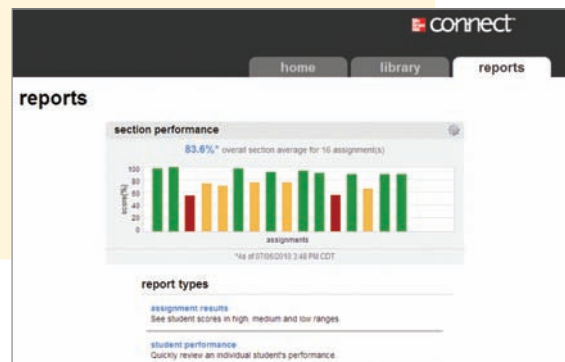 connect
home library reports
reports
section performance
83.6%* overall section average for 16 assignment(s)
100
80
60
40
20
0
score(%)
assignments
*As of 07/06/2010 3:48 PM CDT
report types
assignment results
See student scores in high, medium and low ranges.
student performance
Quickly review an individual student's performance.